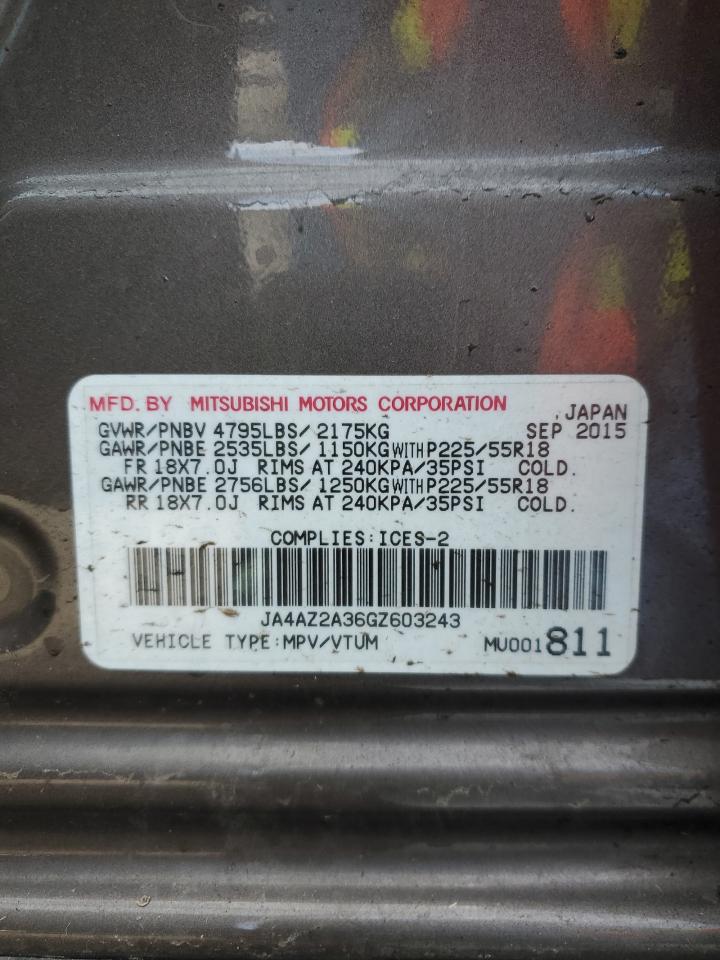 MFD. BY MITSUBISHI MOTORS CORPORATION , JAPAN
GVWR/PNBV 4795LBS/2175KG SEP 2015
GAWR/PNBE 2535LBS/1150KG WITH P225/55R18
FR 18X7.0J RIMS AT 240KPA/35PSI COLD.
GAWR/PNBE 2756LBS/1250KG WITH P225/55R18
RR 18X7.0J RIMS AT 240KPA/35PSI COLD.
COMPLIES:ICES-2
JA4AZ2A36GZ603243
VEHICLE TYPE:MPV/VTUM MU001811